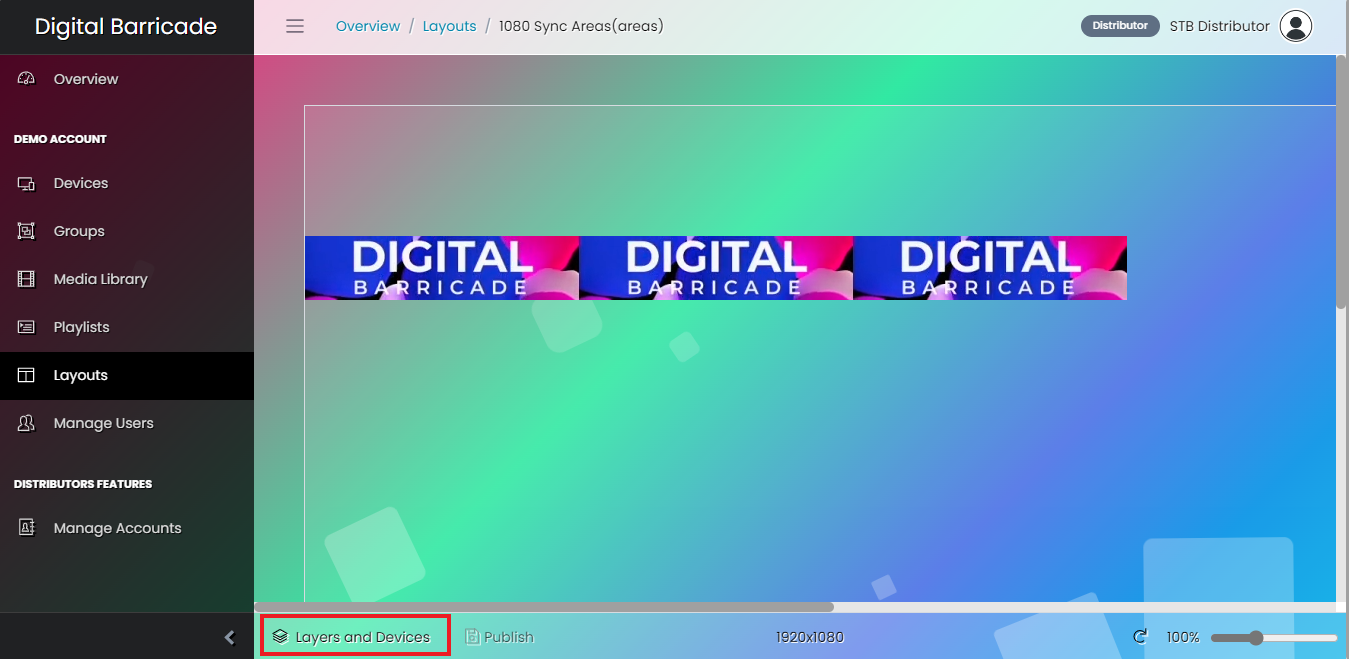 Digital Barricade
Overview / Layouts / 1080 Sync Areas(areas)
Distributor
STB Distributor
Overview
DEMO ACCOUNT
Devices
Groups
Media Library
Playlists
Layouts
Manage Users
DISTRIBUTORS FEATURES
Manage Accounts
DIGITAL
BARRICADE
DIGITAL
BARRICADE
DIGITAL
BARRICADE
Layers and Devices
Publish
1920x1080
100%